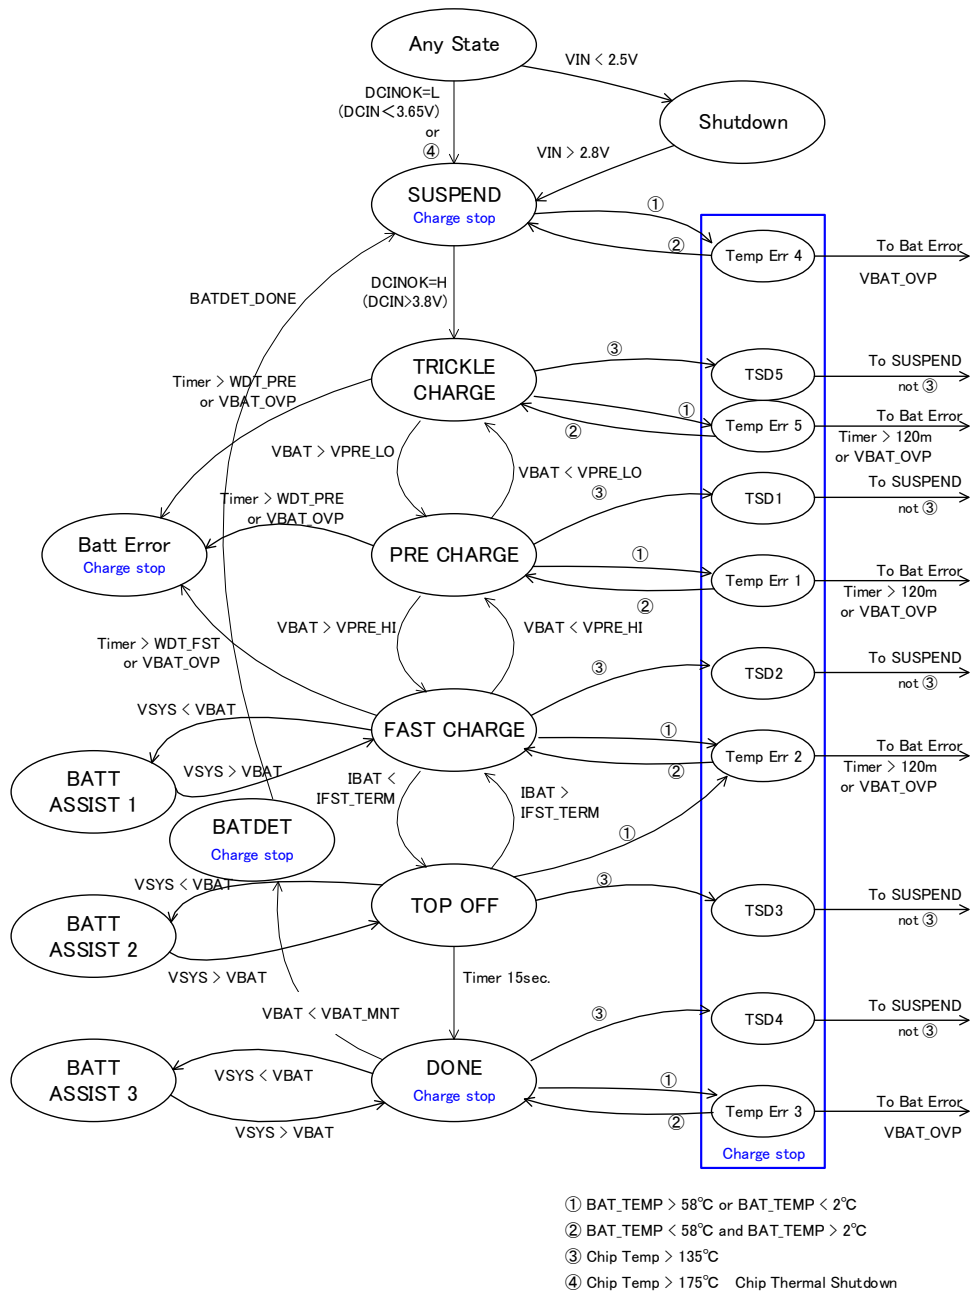 Any State
VIN < 2.5V
DCINOK=L
(DCIN<3.65V)
or
④
Shutdown
VIN > 2.8V
SUSPEND
Charge stop
①
②
Temp Err 4
To Bat Error
VBAT_OVP
DCINOK=H
(DCIN>3.8V)
BATDET_DONE
TRICKLE
CHARGE
③
TSD5
To SUSPEND
not ③
Timer > WDT_PRE
or VBAT_OVP
①
②
Temp Err 5
To Bat Error
Timer > 120m
or VBAT_OVP
VBAT > VPRE_LO
VBAT < VPRE_LO
③
TSD1
To SUSPEND
not ③
Timer > WDT_PRE
or VBAT_OVP
Batt Error
Charge stop
PRE CHARGE
①
②
Temp Err 1
To Bat Error
Timer > 120m
or VBAT_OVP
VBAT > VPRE_HI
VBAT < VPRE_HI
Timer > WDT_FST
or VBAT_OVP
③
TSD2
To SUSPEND
not ③
VSYS < VBAT
FAST CHARGE
①
②
Temp Err 2
To Bat Error
Timer > 120m
or VBAT_OVP
VSYS > VBAT
BATT
ASSIST 1
IBAT <
IFST_TERM
IBAT >
IFST_TERM
BATDET
Charge stop
①
VSYS < VBAT
TOP OFF
③
TSD3
To SUSPEND
not ③
BATT
ASSIST 2
VSYS > VBAT
Timer 15sec.
VBAT < VBAT_MNT
③
TSD4
To SUSPEND
not ③
BATT
ASSIST 3
VSYS < VBAT
DONE
Charge stop
①
②
Temp Err 3
To Bat Error
VBAT_OVP
VSYS > VBAT
Charge stop
① BAT_TEMP > 58℃ or BAT_TEMP < 2℃
② BAT_TEMP < 58℃ and BAT_TEMP > 2℃
③ Chip Temp > 135℃
④ Chip Temp > 175℃ Chip Thermal Shutdown